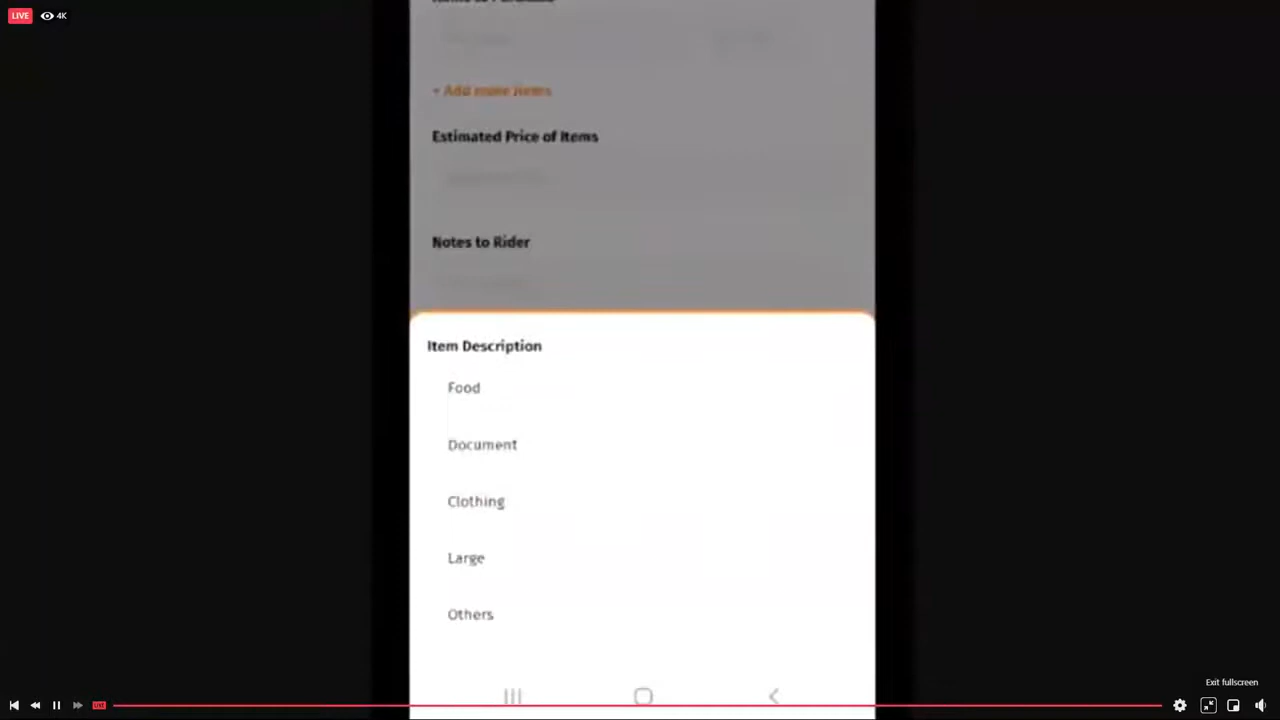 LIVE 4K
+ Add more items
Estimated Price of Items
Notes to Rider
Item Description
Food
Document
Clothing
Large
Others
Exit fullscreen
LIVE